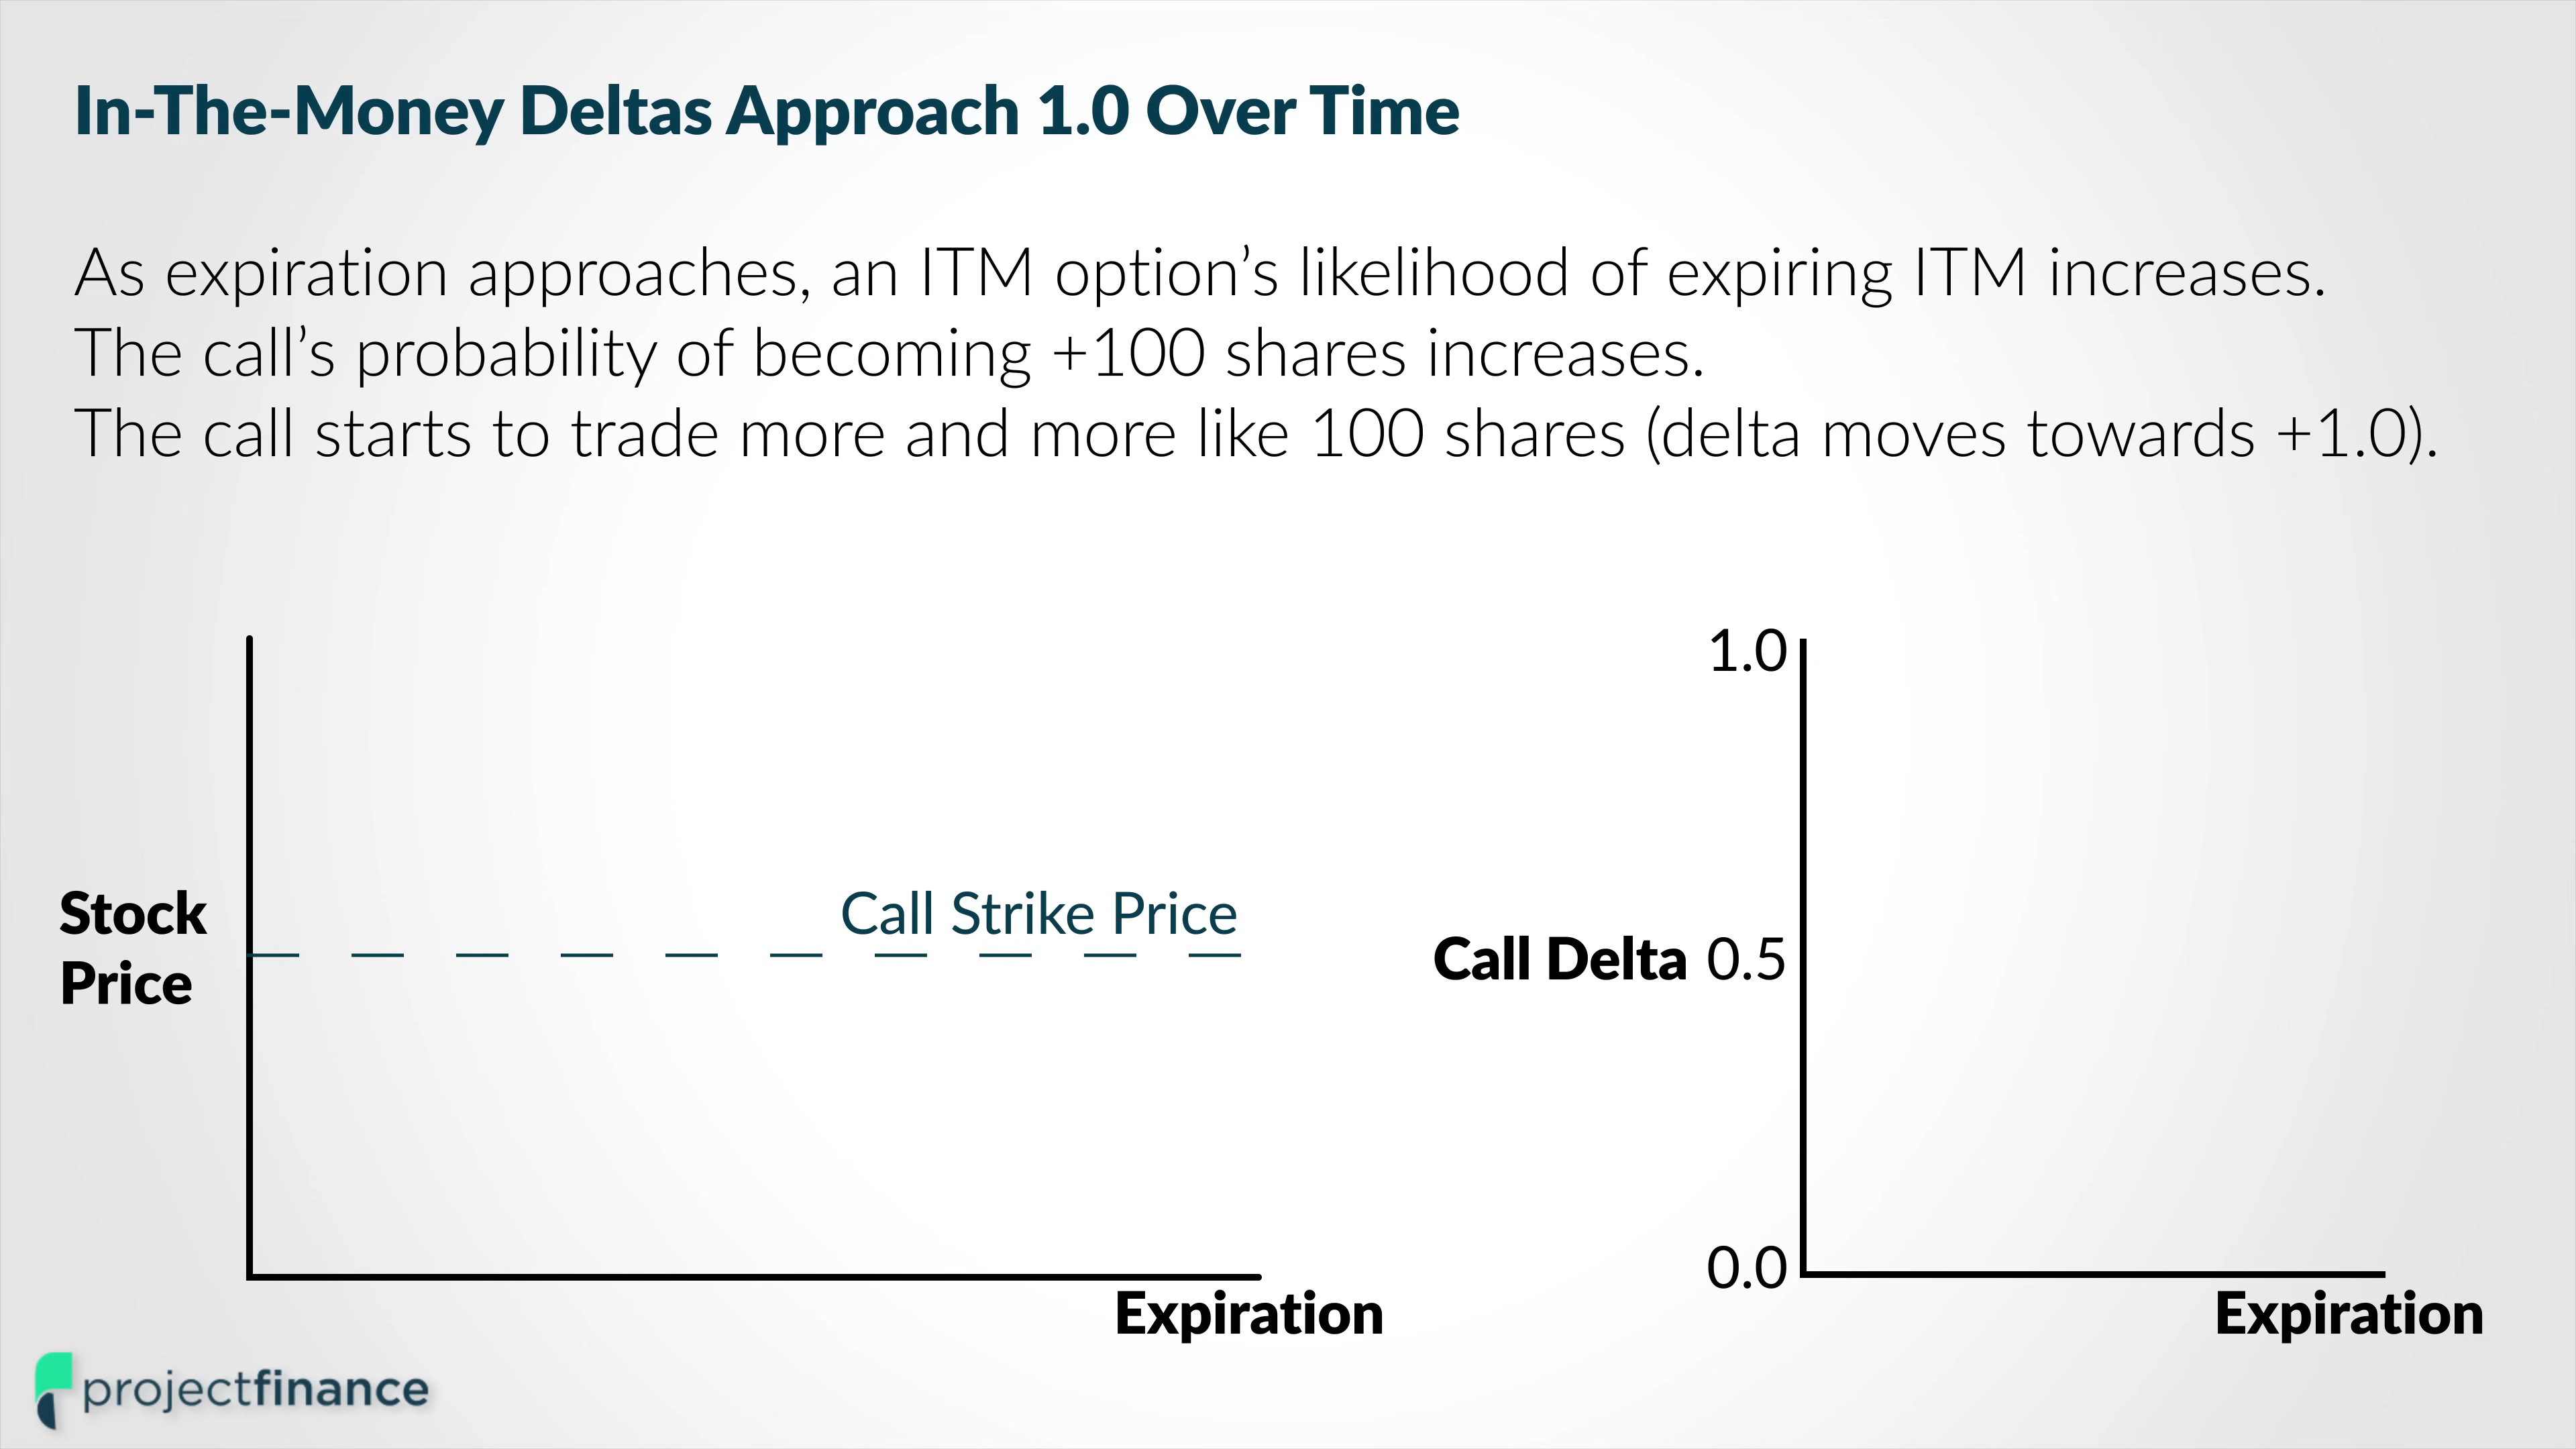 In-The-Money Deltas Approach 1.0 Over Time
As expiration approaches, an ITM option’s likelihood of expiring ITM increases.
The call’s probability of becoming +100 shares increases.
The call starts to trade more and more like 100 shares (delta moves towards +1.0).
Stock
Price
Call Strike Price
Expiration
1.0
Call Delta 0.5
0.0
Expiration
projectfinance